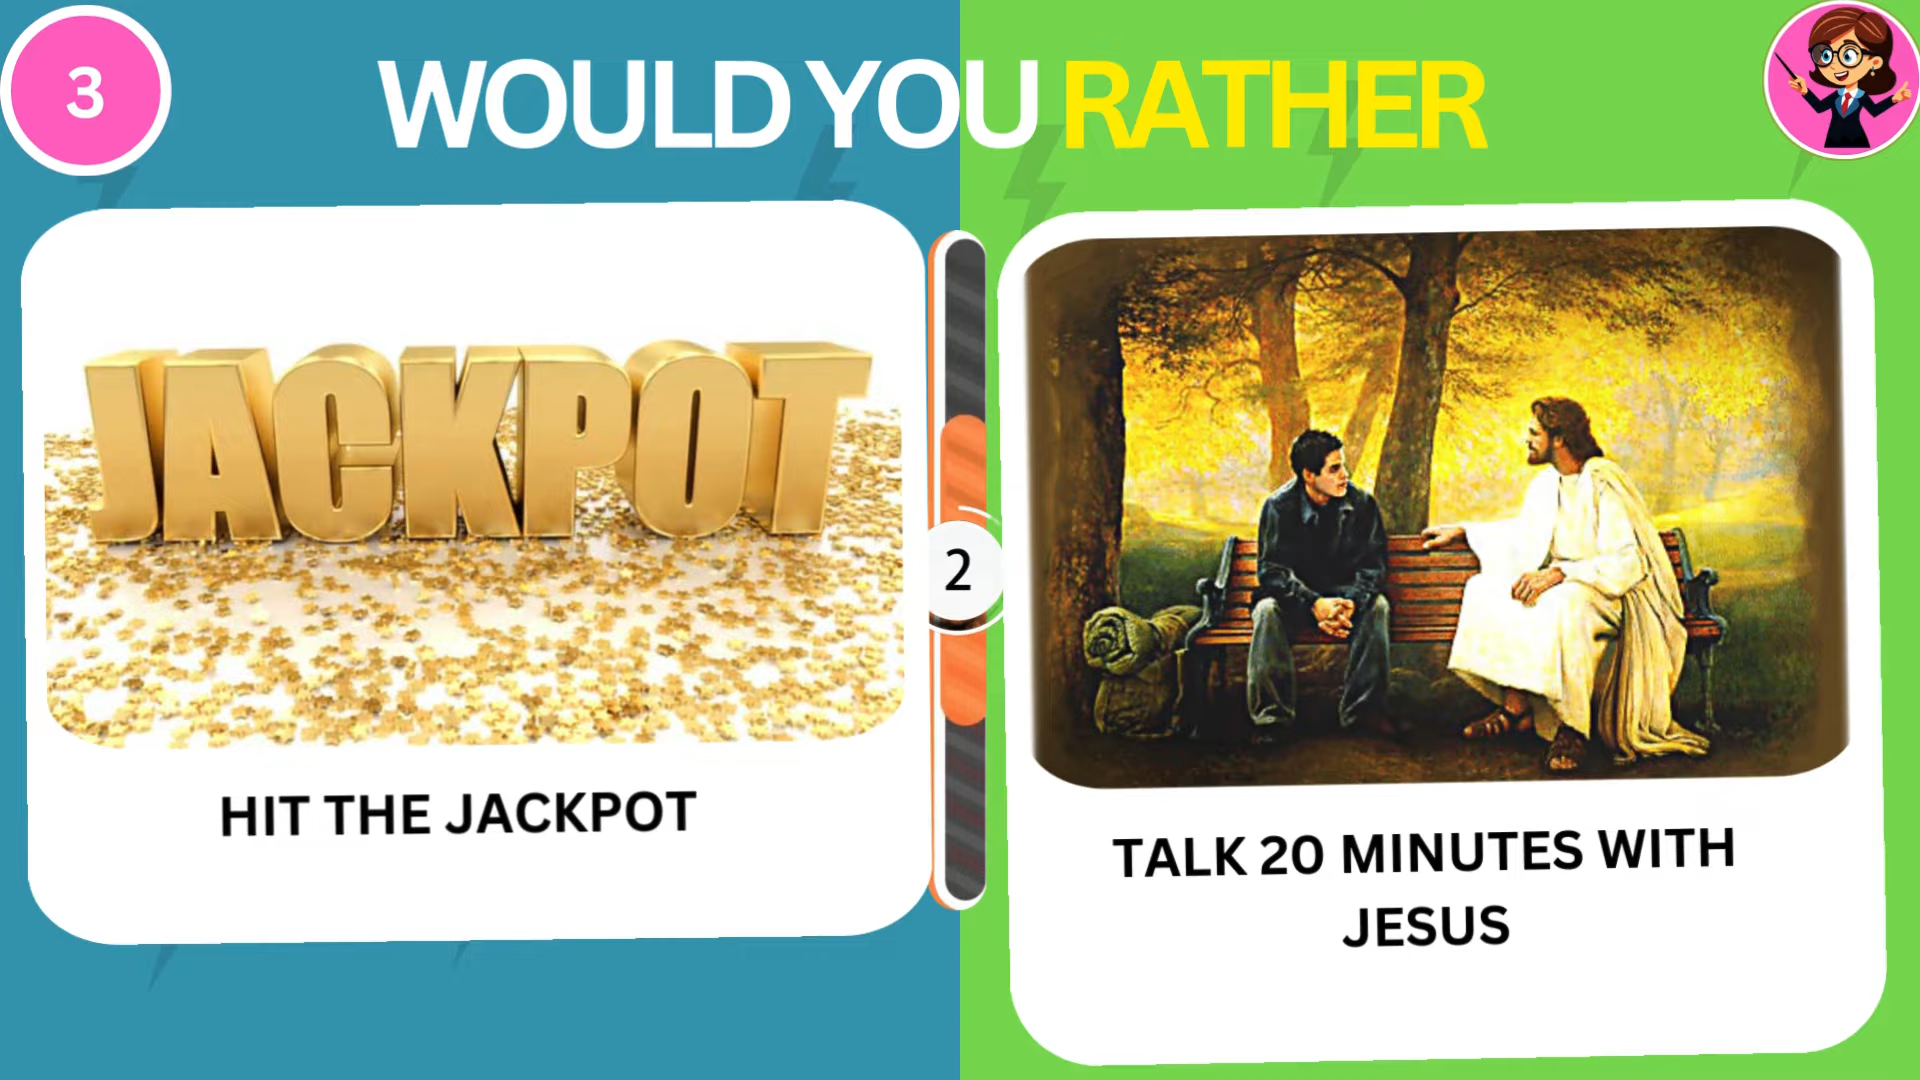 3
WOULD YOU RATHER
JACKPOT
2
HIT THE JACKPOT
TALK 20 MINUTES WITH
JESUS